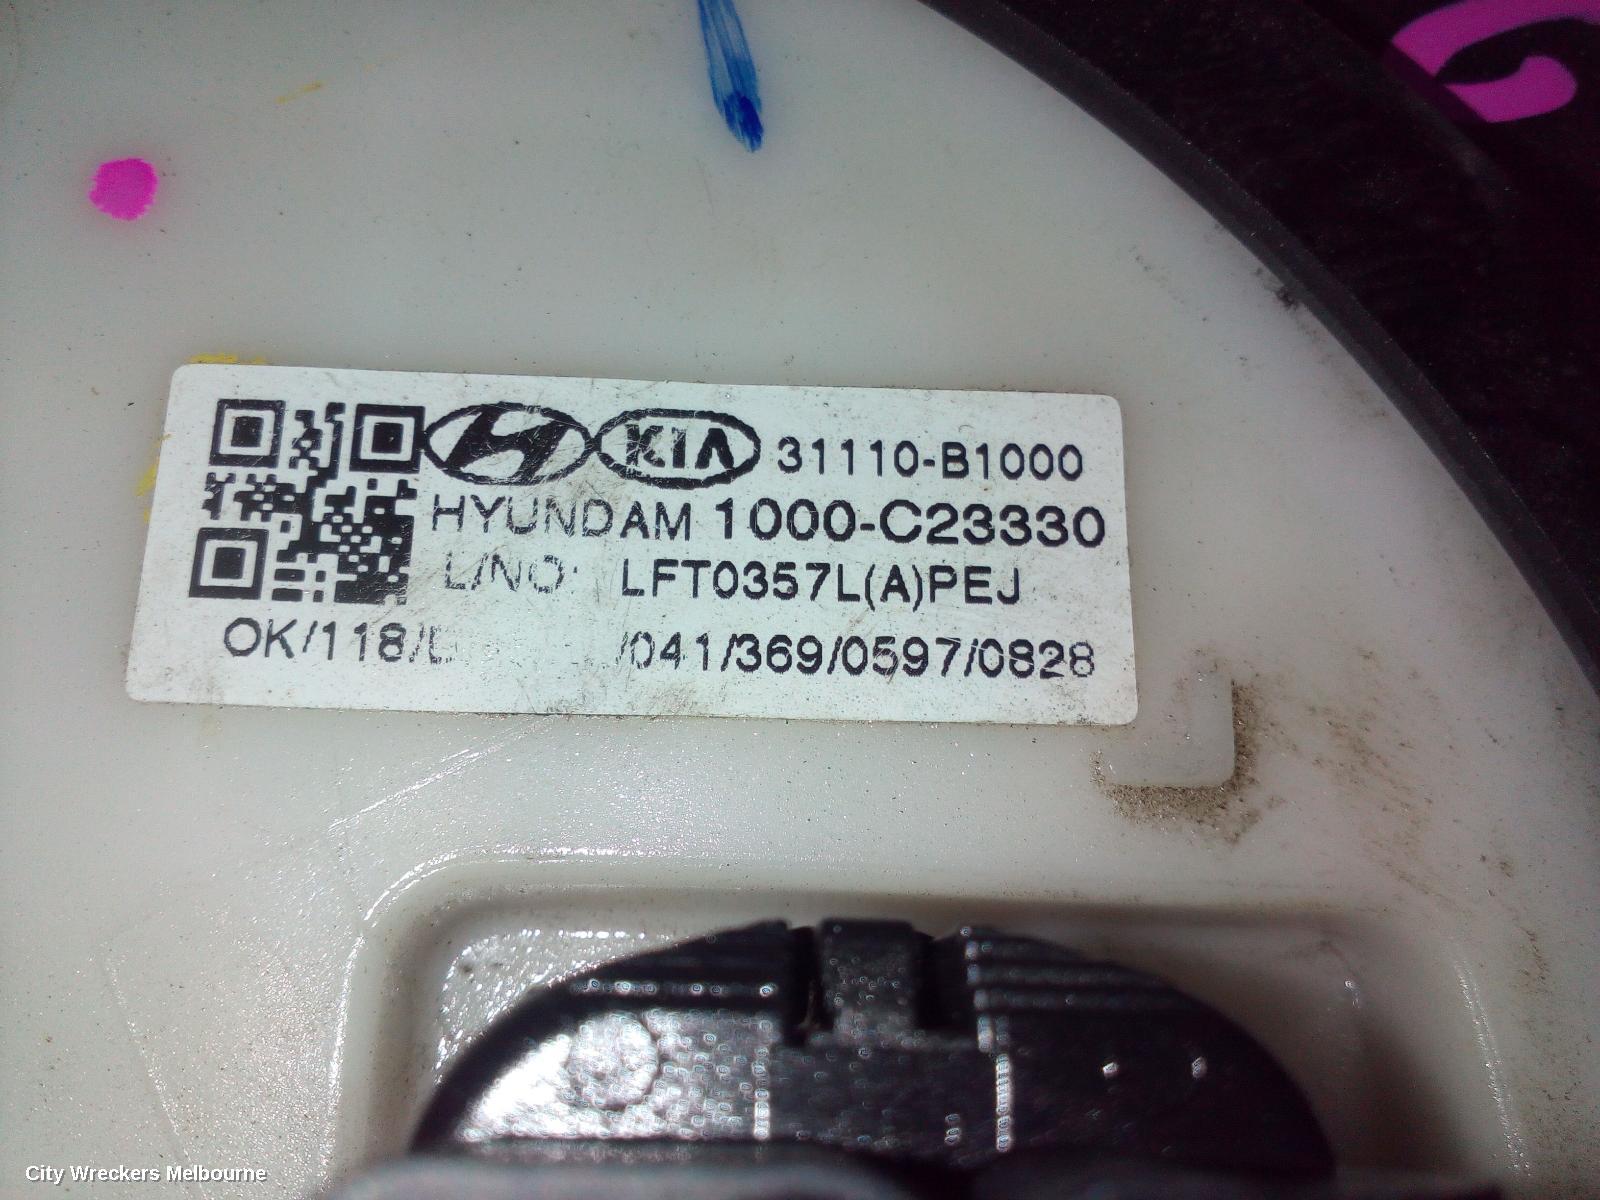 KIA 31110-B1000
HYUNDAM 1000-C23330
L/NO: LFT0357L(A)PEJ
OK/118/ /041/369/0597/0828
City Wreckers Melbourne